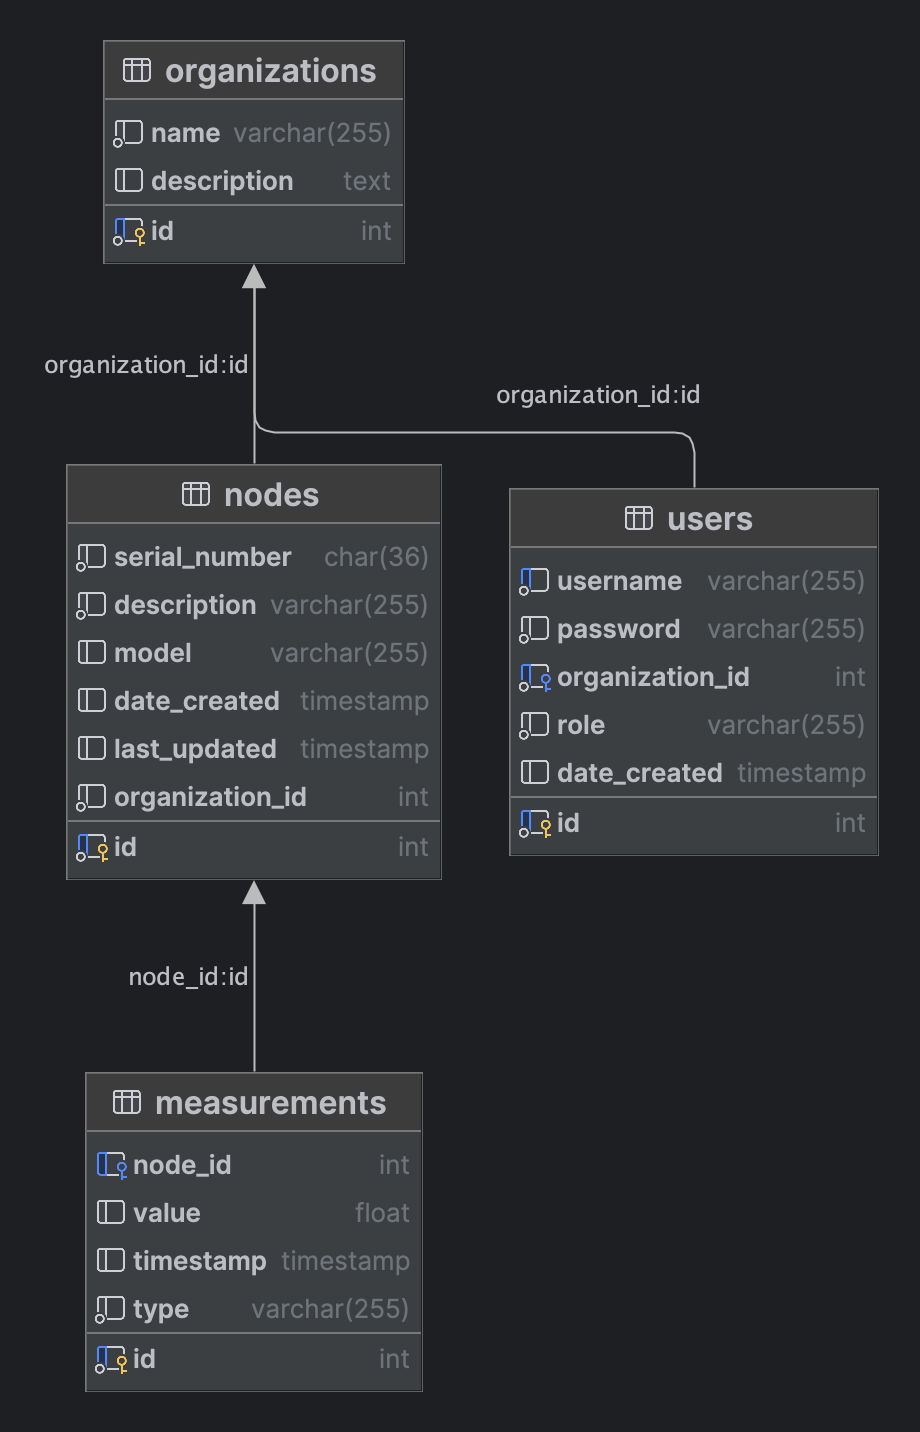 organizations
name varchar(255)
description text
id int
organization_id:id
organization_id:id
nodes
serial_number char(36)
description varchar(255)
model varchar(255)
date_created timestamp
last_updated timestamp
organization_id int
id int
users
username varchar(255)
password varchar(255)
organization_id int
role varchar(255)
date_created timestamp
id int
node_id:id
measurements
node_id int
value float
timestamp timestamp
type varchar(255)
id int